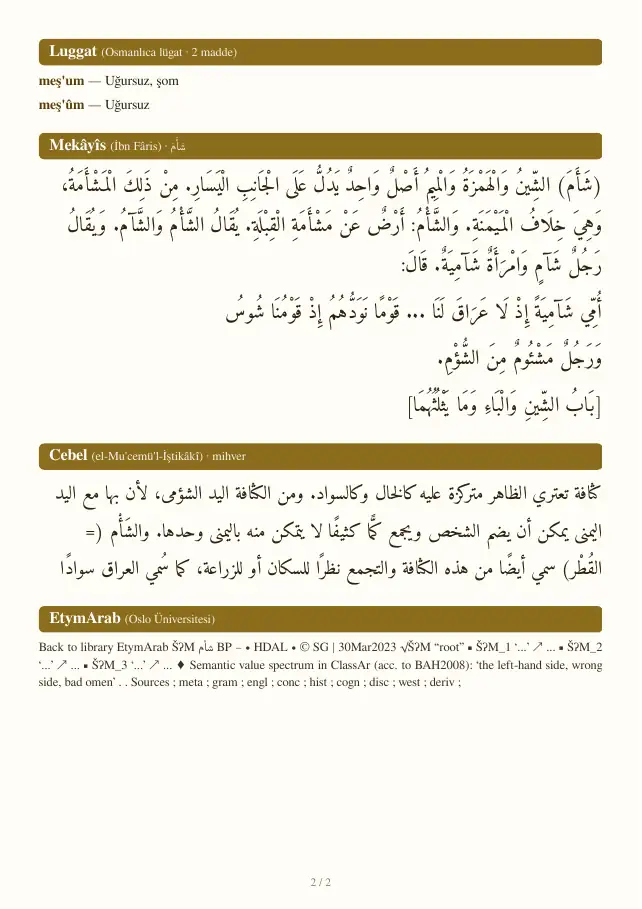 Luggat (Osmanlıca lügat · 2 madde)
meş'um — Uğursuz, şom
meş'ûm — Uğursuz
Mekâyîs (İbn Fâris) · شأم
(شَأَمَ) الشِّينُ وَالْهَمْزَةُ وَالْمِيمُ أَصْلٌ وَاحِدٌ يَدُلُّ عَلَى الْجَانِبِ الْيَسَارِ. مِنْ ذَلِكَ الْمَشْأَمَةُ،
وَهِيَ خِلَافُ الْمَيْمَنَةِ. وَالشَّأْمُ: أَرْضٌ عَنْ مَشْأَمَةِ الْقِبْلَةِ. يُقَالُ الشَّأْمُ وَالشَّآمُ. وَيُقَالُ
رَجُلٌ شَآمٍ وَامْرَأَةٌ شَآمِيَةٌ. قَالَ:
أُمِّي شَآمِيَةً إِذْ لَا عَرَاقَ لَنَا ... قَوْمًا نَوَدُّهُمُ إِذْ قَوْمُنَا شُوسُ
وَرَجُلٌ مَشْئُومٌ مِنَ الشُّؤْمِ.
[بَابُ الشِّينِ وَالْبَاءِ وَمَا يَثْلُثُهُمَا]
Cebel (el-Mu'cemü'l-İştikâkî) · mihver
كثافة تعتري الظاهر متركزة عليه كالخال وكالسواد. ومن الكثافة اليد الشؤمى، لأن بها مع اليد
اليمنى يمكن أن يضم الشخص ويجمع كمًّا كثيفًا لا يتمكن منه باليمنى وحدها. والشَأْم (=
القُطْر) سمي أيضًا من هذه الكثافة والتجمع نظرًا للسكان أو للزراعة، كما سُمي العراق سوادًا
EtymArab (Oslo Üniversitesi)
Back to library EtymArab ŠʔM شأم BP – • HDAL • © SG | 30Mar2023 √ŠʔM “root” ▪ ŠʔM_1 ‘...’ ↗ ... ▪ ŠʔM_2
‘...’ ↗ ... ▪ ŠʔM_3 ‘...’ ↗ ... ♦ Semantic value spectrum in ClassAr (acc. to BAH2008): ‘the left-hand side, wrong
side, bad omen’ . . Sources ; meta ; gram ; engl ; conc ; hist ; cogn ; disc ; west ; deriv ;
2 / 2